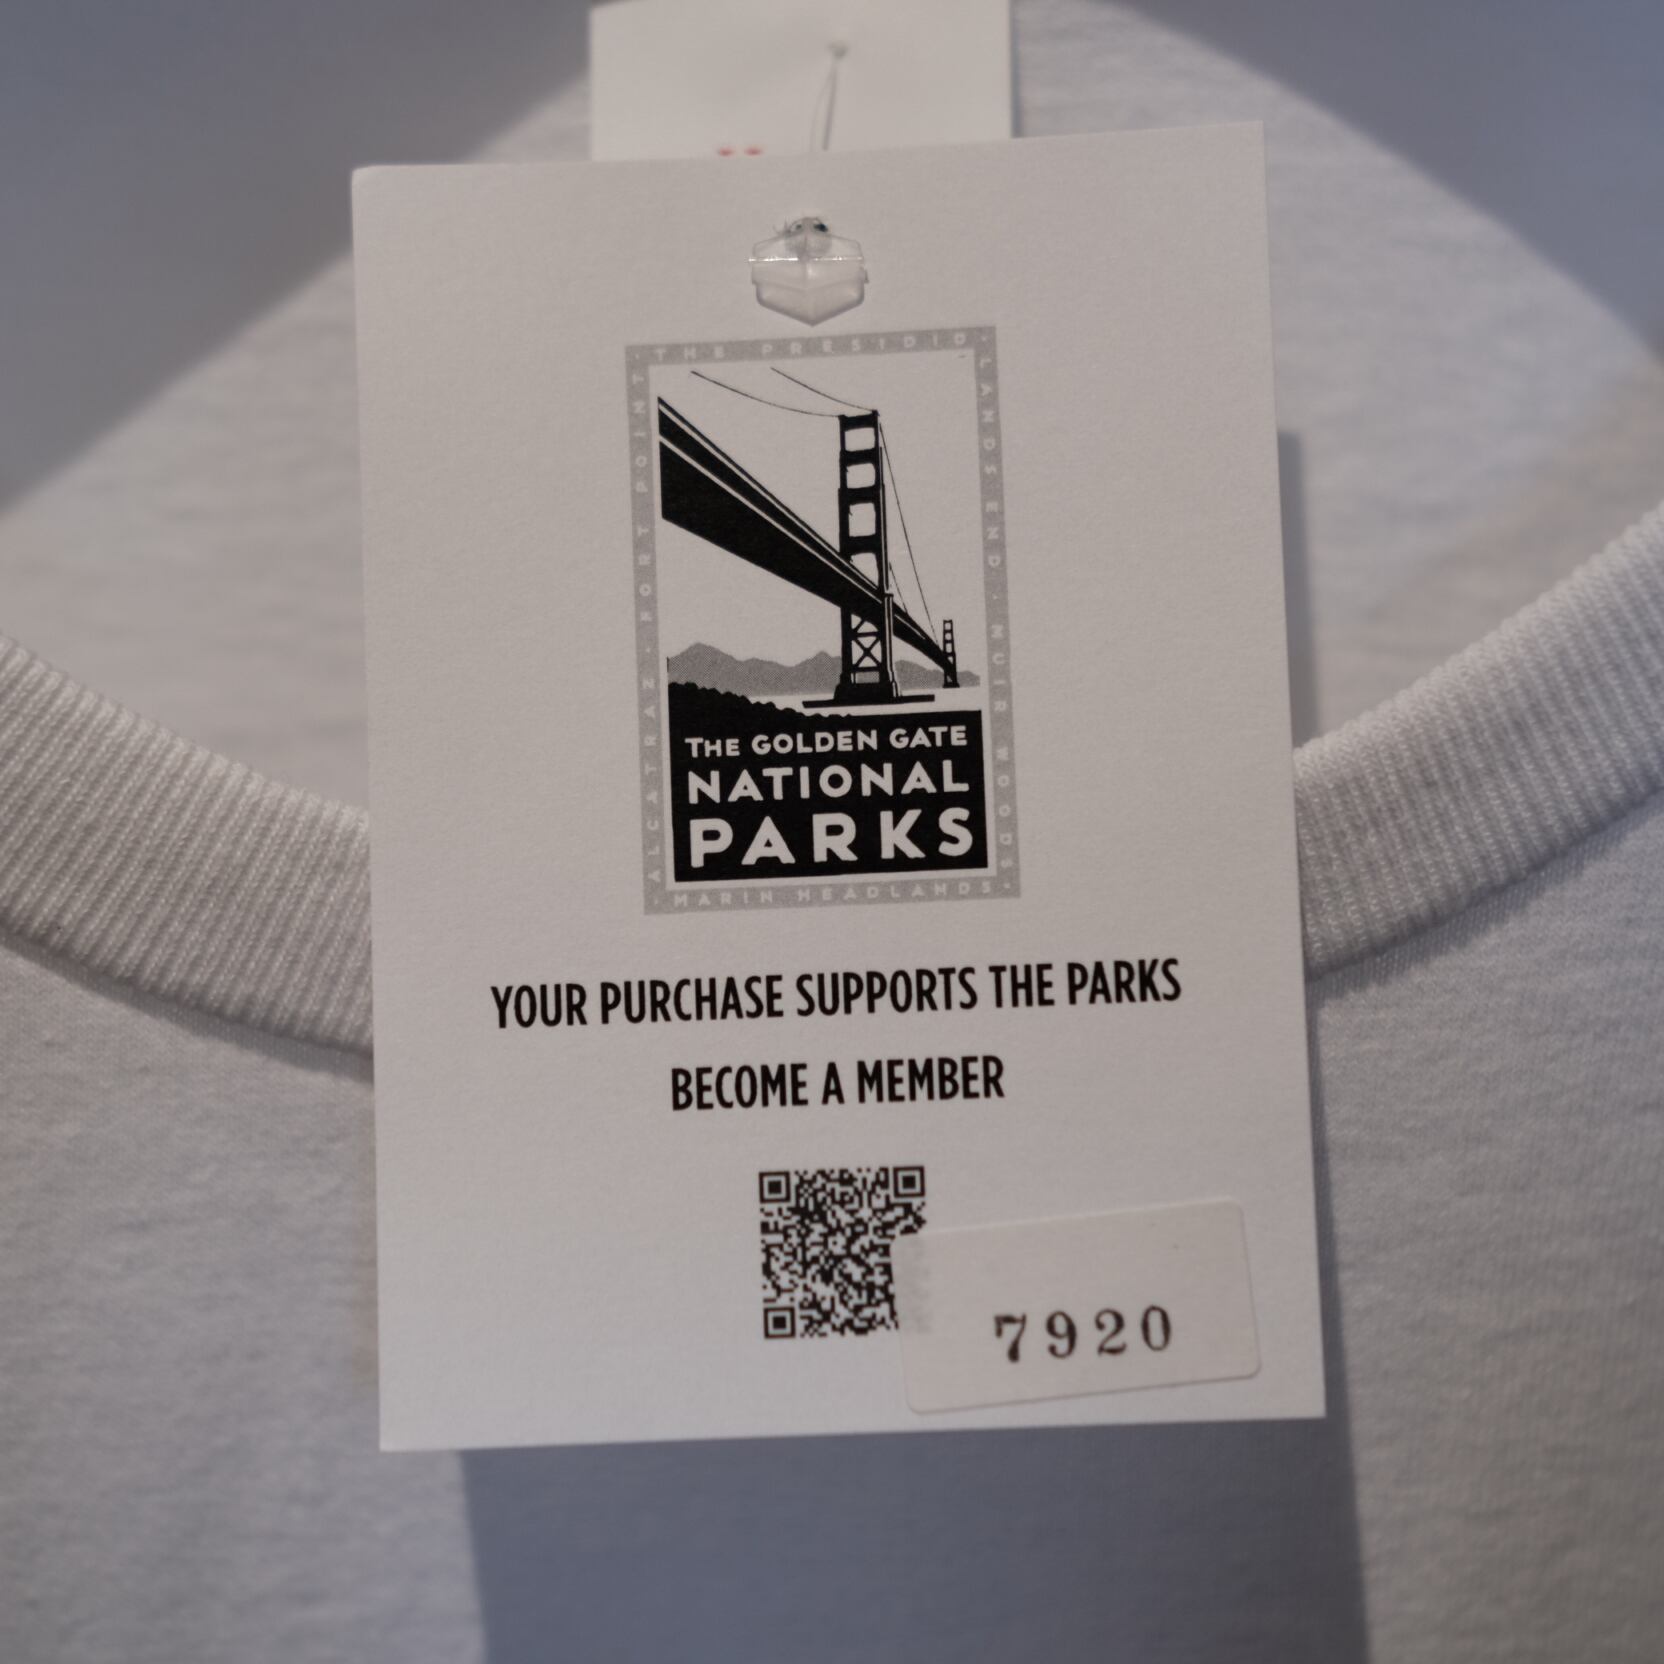 · THE PRESIDIO ·
LANDS END · MUIR WOODS ·
ALCATRAZ · FORT POINT
THE GOLDEN GATE
NATIONAL
PARKS
· MARIN HEADLANDS ·
YOUR PURCHASE SUPPORTS THE PARKS
BECOME A MEMBER
7920